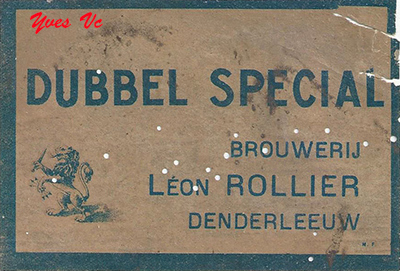 Yves Vc
DUBBEL SPECIAL
BROUWERIJ
LÉON ROLLIER
DENDERLEEUW